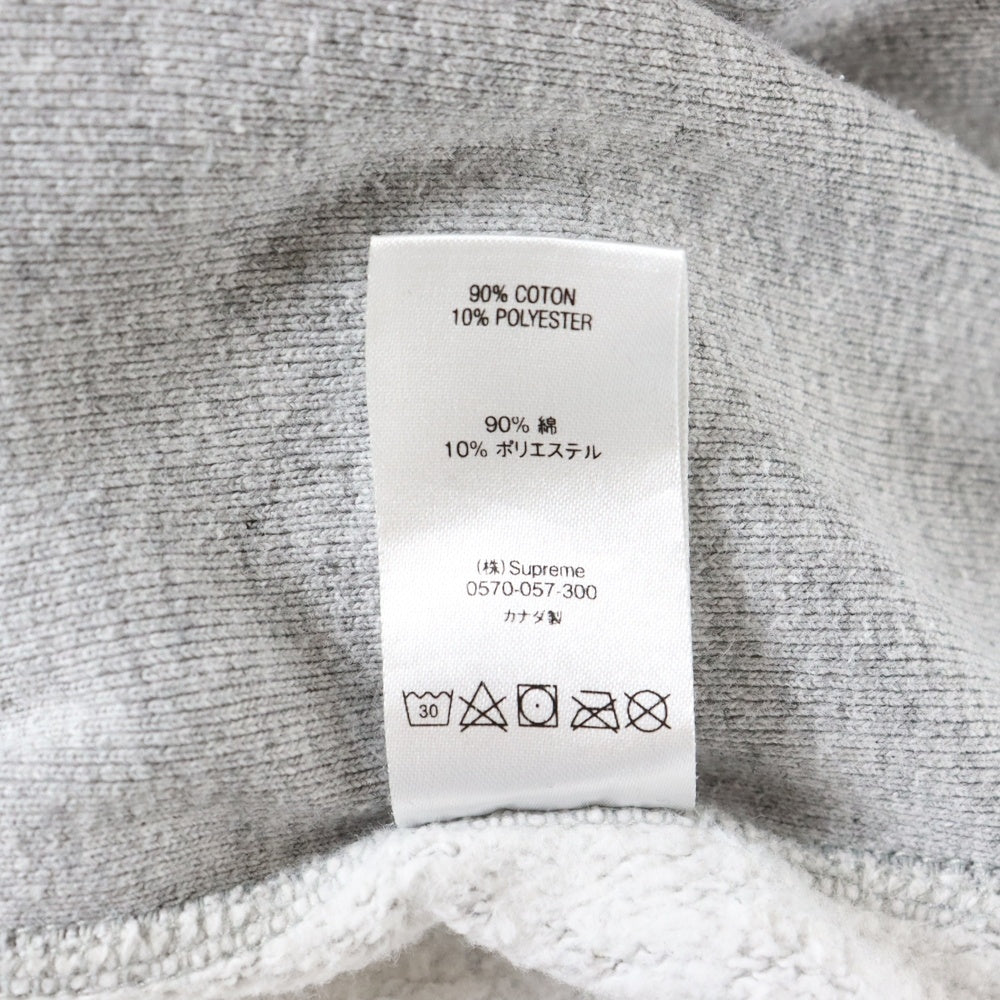 90% COTON
10% POLYESTER
90% 綿
10% ポリエステル
(株)Supreme
0570-057-300
カナダ製
30